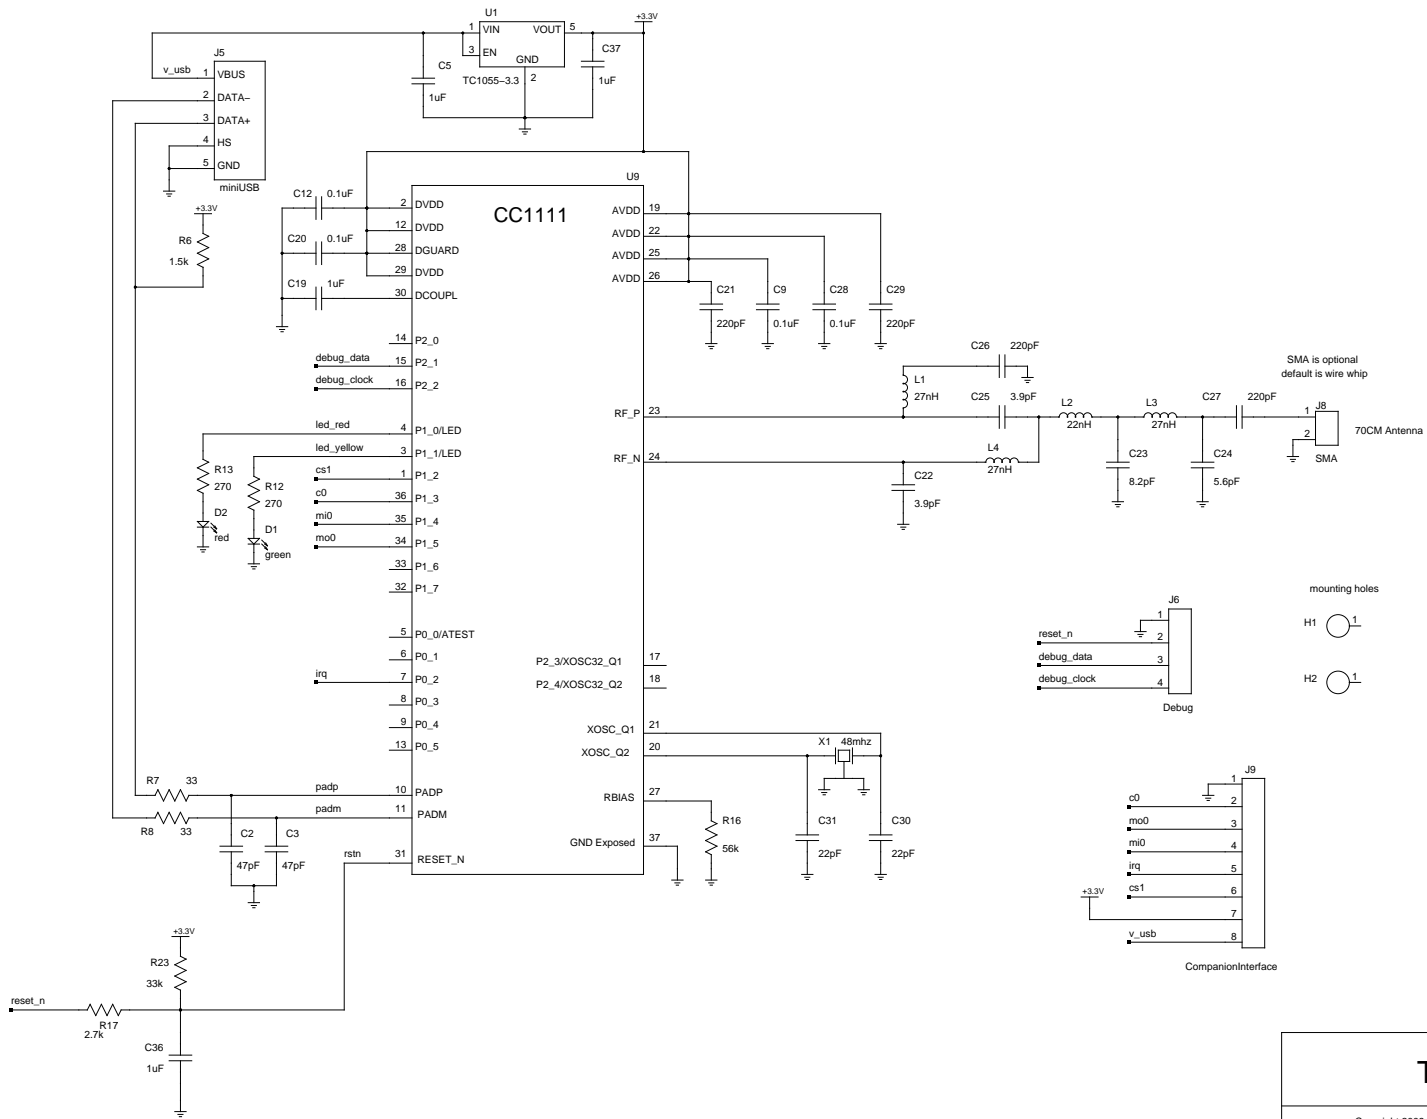 U1
1 VIN VOUT 5
3 EN
GND
2
TC1055–3.3
+3.3V
C37
1uF
C5
1uF
J5
v_usb 1 VBUS
2 DATA–
3 DATA+
4 HS
5 GND
miniUSB
+3.3V
R6
1.5k
C12 0.1uF
C20 0.1uF
C19 1uF
U9
CC1111
2 DVDD
12 DVDD
28 DGUARD
29 DVDD
30 DCOUPL
14 P2_0
debug_data 15 P2_1
debug_clock 16 P2_2
led_red 4 P1_0/LED
led_yellow 3 P1_1/LED
cs1 1 P1_2
c0 36 P1_3
mi0 35 P1_4
mo0 34 P1_5
33 P1_6
32 P1_7
5 P0_0/ATEST
6 P0_1
irq 7 P0_2
8 P0_3
9 P0_4
13 P0_5
padp 10 PADP
padm 11 PADM
rstn 31 RESET_N
AVDD 19
AVDD 22
AVDD 25
AVDD 26
RF_P 23
RF_N 24
P2_3/XOSC32_Q1 17
P2_4/XOSC32_Q2 18
XOSC_Q1 21
XOSC_Q2 20
RBIAS 27
GND Exposed 37
R13
270
D2
red
R12
270
D1
green
R7 33
R8 33
C2
47pF
C3
47pF
+3.3V
R23
33k
reset_n
R17
2.7k
C36
1uF
C21
220pF
C9
0.1uF
C28
0.1uF
C29
220pF
C26 220pF
L1
27nH
C25 3.9pF
L4
27nH
C22
3.9pF
L2
22nH
L3
27nH
C23
8.2pF
C24
5.6pF
C27 220pF
SMA is optional
default is wire whip
J8
1
2
SMA
70CM Antenna
X1 48mhz
R16
56k
C31
22pF
C30
22pF
J6
1
reset_n 2
debug_data 3
debug_clock 4
Debug
mounting holes
H1 1
H2 1
J9
1
c0 2
mo0 3
mi0 4
irq 5
cs1 6
+3.3V 7
v_usb 8
CompanionInterface